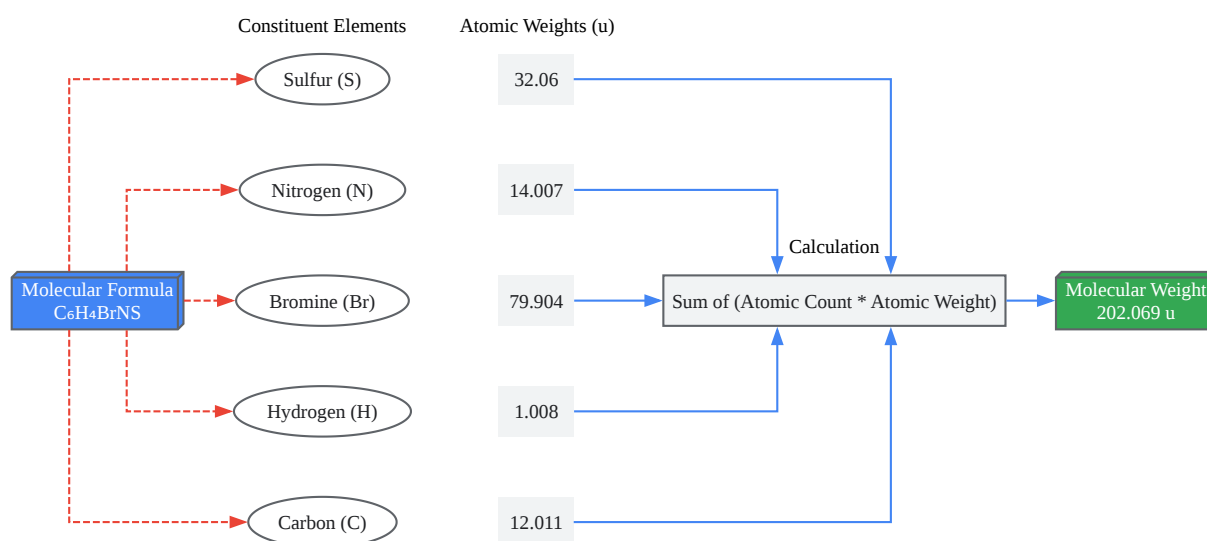 Constituent Elements
Atomic Weights (u)
Sulfur (S)
32.06
Nitrogen (N)
14.007
Calculation
Molecular Formula
C₆H₄BrNS
Bromine (Br)
79.904
Sum of (Atomic Count * Atomic Weight)
Molecular Weight
202.069 u
Hydrogen (H)
1.008
Carbon (C)
12.011